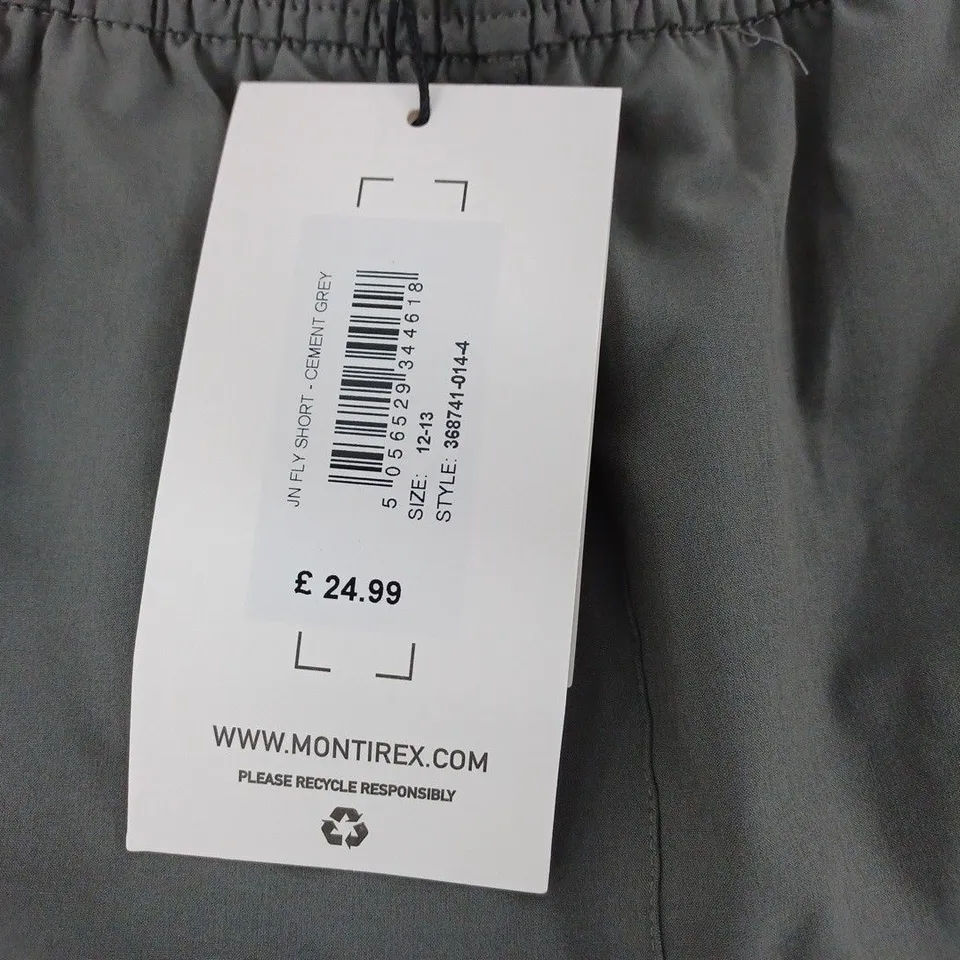 JN FLY SHORT - CEMENT GREY
5 056529 344618
SIZE: 12-13
STYLE: 368741-014-4
£ 24.99
WWW.MONTIREX.COM
PLEASE RECYCLE RESPONSIBLY